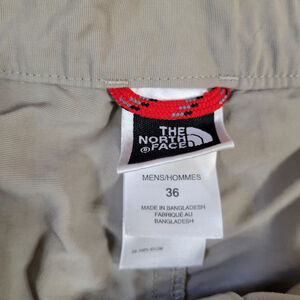 THE
NORTH
FACE
®
MENS/HOMMES
36
MADE IN BANGLADESH
FABRIQUÉ AU
BANGLADESH